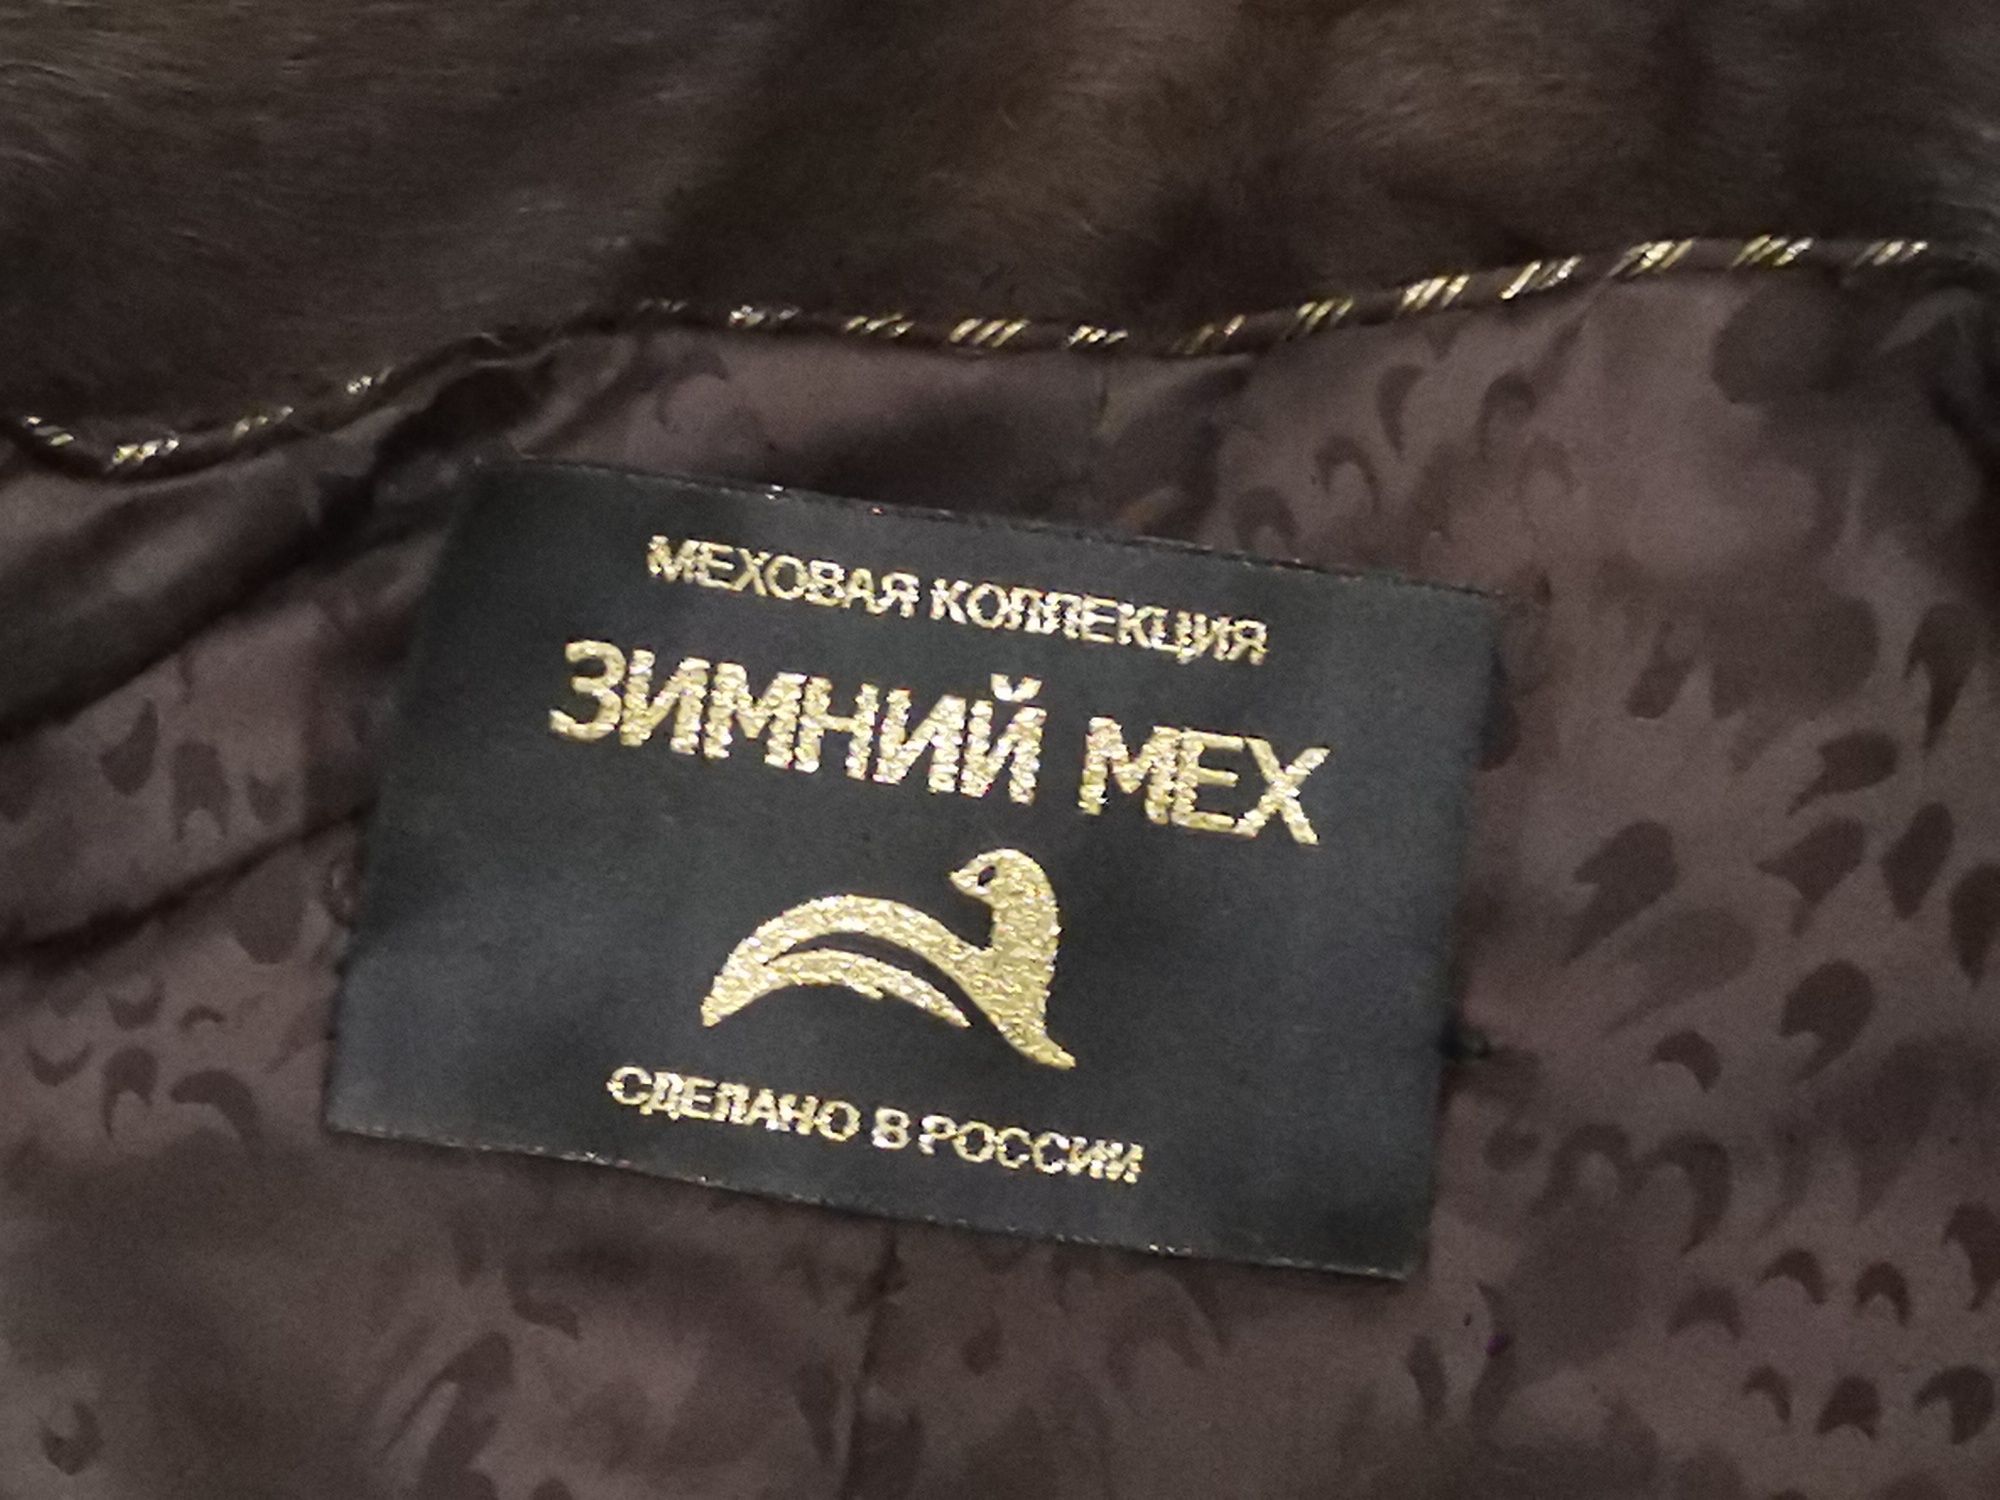 МЕХОВАЯ КОЛЛЕКЦИЯ
ЗИМНИЙ МЕХ
СДЕЛАНО В РОССИИ